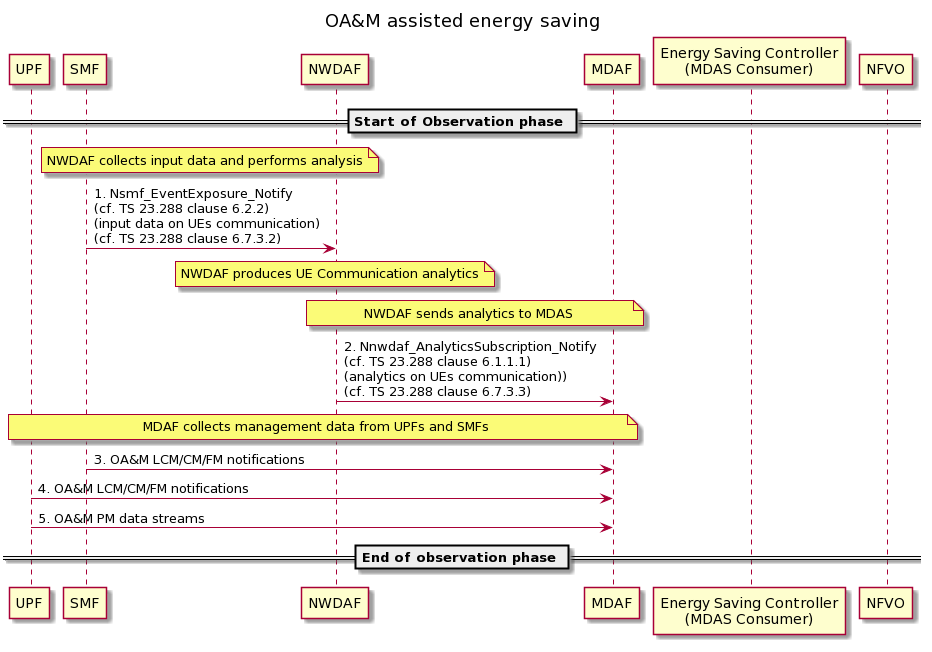 OA&M assisted energy saving
UPF
SMF
NWDAF
MDAF
Energy Saving Controller
(MDAS Consumer)
NFVO
Start of Observation phase
NWDAF collects input data and performs analysis
1. Nsmf_EventExposure_Notify
(cf. TS 23.288 clause 6.2.2)
(input data on UEs communication)
(cf. TS 23.288 clause 6.7.3.2)
NWDAF produces UE Communication analytics
NWDAF sends analytics to MDAS
2. Nnwdaf_AnalyticsSubscription_Notify
(cf. TS 23.288 clause 6.1.1.1)
(analytics on UEs communication))
(cf. TS 23.288 clause 6.7.3.3)
MDAF collects management data from UPFs and SMFs
3. OA&M LCM/CM/FM notifications
4. OA&M LCM/CM/FM notifications
5. OA&M PM data streams
End of observation phase
UPF
SMF
NWDAF
MDAF
Energy Saving Controller
(MDAS Consumer)
NFVO